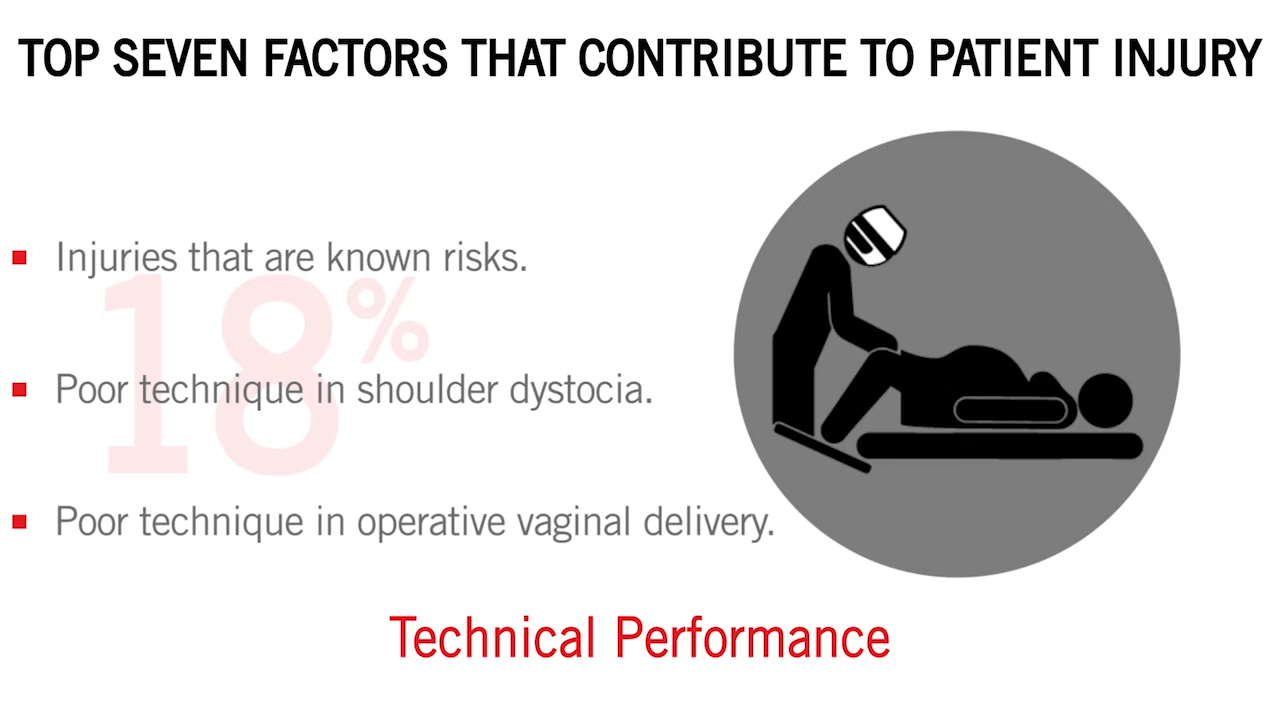 TOP SEVEN FACTORS THAT CONTRIBUTE TO PATIENT INJURY
Injuries that are known risks.
18%
Poor technique in shoulder dystocia.
Poor technique in operative vaginal delivery.
Technical Performance